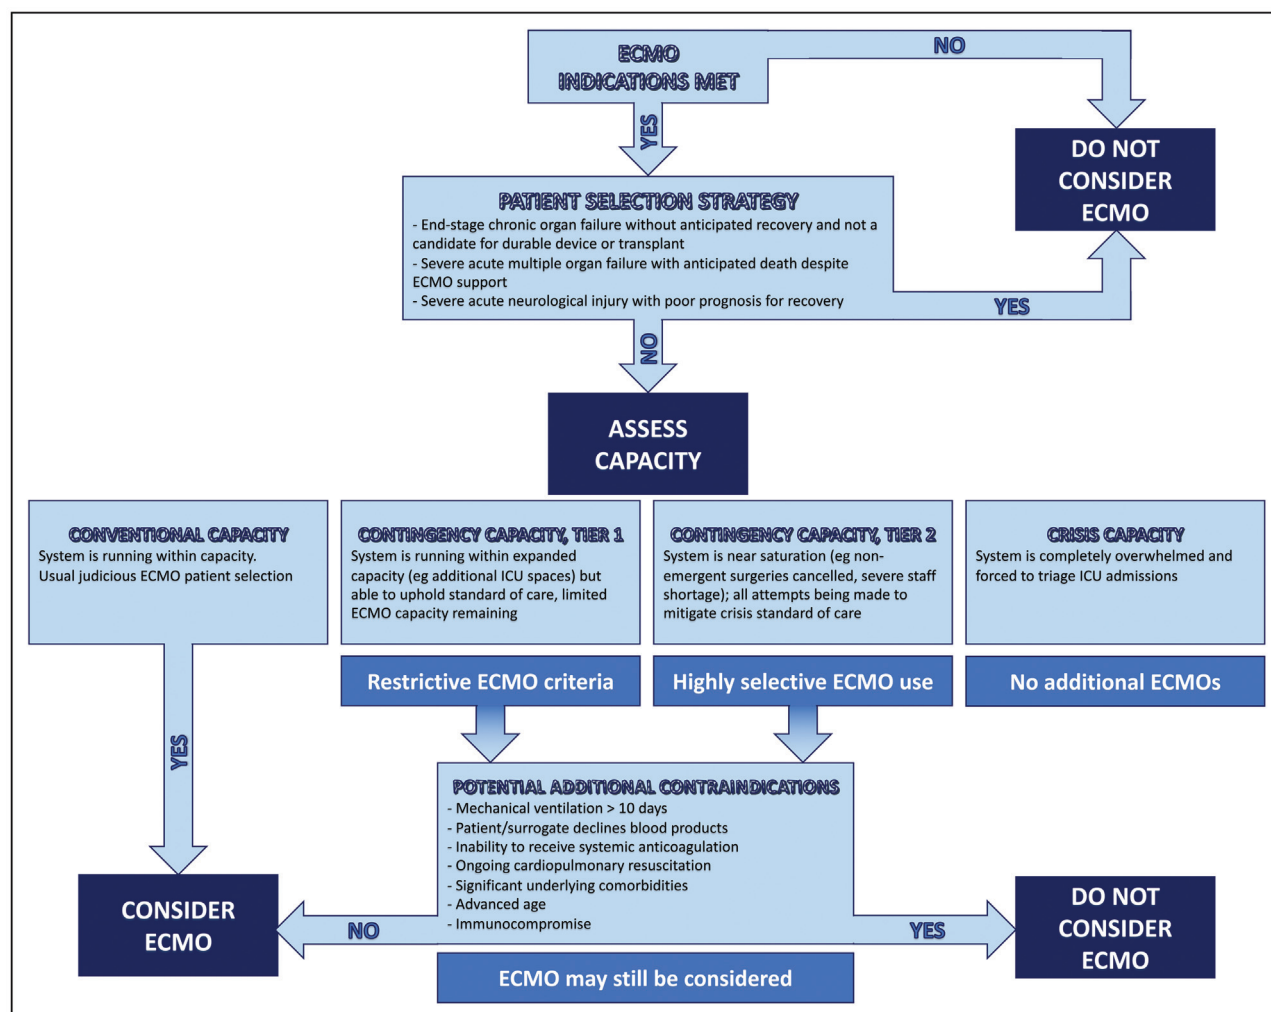 ECMO
INDICATIONS MET
NO
YES
DO NOT
CONSIDER
ECMO
PATIENT SELECTION STRATEGY
- End-stage chronic organ failure without anticipated recovery and not a
candidate for durable device or transplant
- Severe acute multiple organ failure with anticipated death despite
ECMO support
- Severe acute neurological injury with poor prognosis for recovery
YES
NO
ASSESS
CAPACITY
CONVENTIONAL CAPACITY
System is running within capacity.
Usual judicious ECMO patient selection
CONTINGENCY CAPACITY, TIER 1
System is running within expanded
capacity (eg additional ICU spaces) but
able to uphold standard of care, limited
ECMO capacity remaining
CONTINGENCY CAPACITY, TIER 2
System is near saturation (eg non-
emergent surgeries cancelled, severe staff
shortage); all attempts being made to
mitigate crisis standard of care
CRISIS CAPACITY
System is completely overwhelmed and
forced to triage ICU admissions
Restrictive ECMO criteria
Highly selective ECMO use
No additional ECMOs
YES
POTENTIAL ADDITIONAL CONTRAINDICATIONS
- Mechanical ventilation > 10 days
- Patient/surrogate declines blood products
- Inability to receive systemic anticoagulation
- Ongoing cardiopulmonary resuscitation
- Significant underlying comorbidities
- Advanced age
- Immunocompromise
CONSIDER
ECMO
NO
YES
DO NOT
CONSIDER
ECMO
ECMO may still be considered